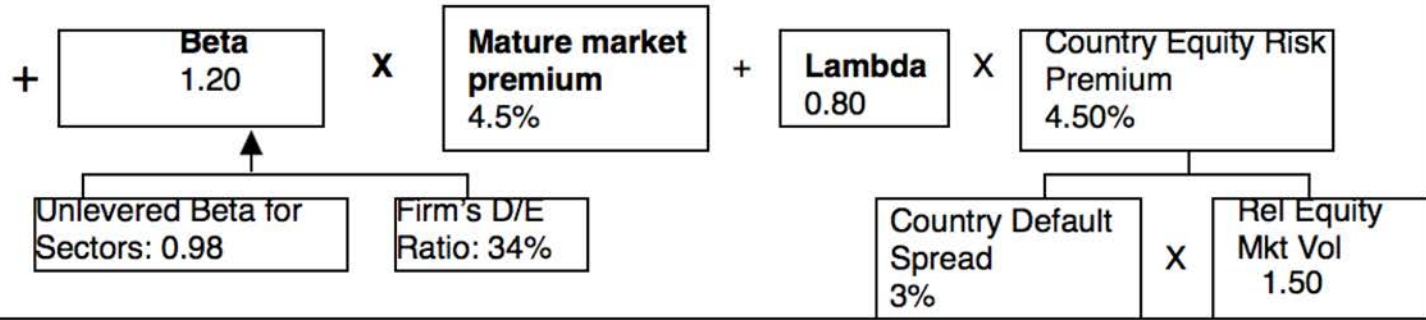 +
Beta
1.20
X
Mature market
premium
4.5%
+
Lambda
0.80
X
Country Equity Risk
Premium
4.50%
Unlevered Beta for
Sectors: 0.98
Firm's D/E
Ratio: 34%
Country Default
Spread
3%
X
Rel Equity
Mkt Vol
1.50